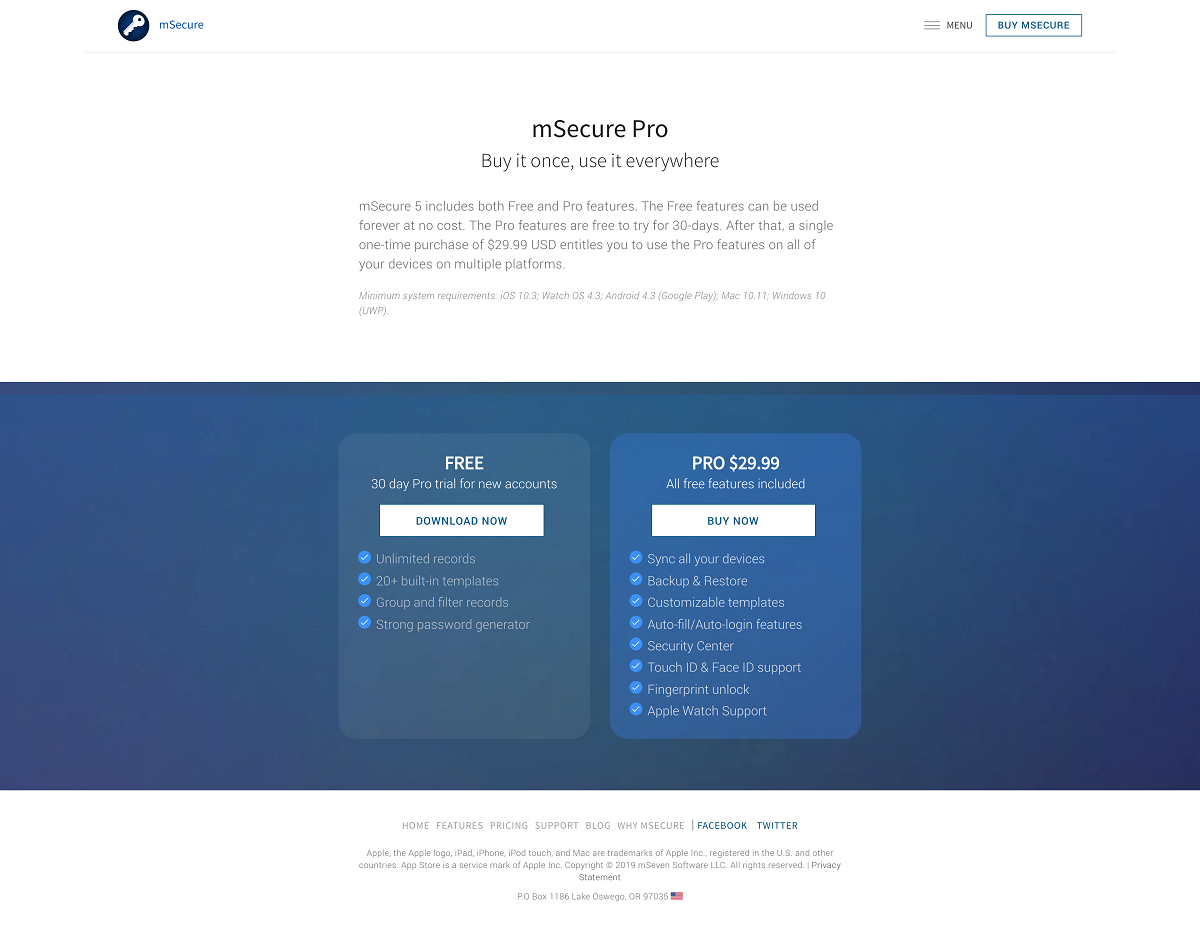 mSecure
MENU
BUY MSECURE
mSecure Pro
Buy it once, use it everywhere
mSecure 5 includes both Free and Pro features. The Free features can be used
forever at no cost. The Pro features are free to try for 30-days. After that, a single
one-time purchase of $29.99 USD entitles you to use the Pro features on all of
your devices on multiple platforms.
Minimum system requirements: iOS 10.3; Watch OS 4.3; Android 4.3 (Google Play); Mac 10.11; Windows 10
(UWP).
FREE
30 day Pro trial for new accounts
DOWNLOAD NOW
Unlimited records
20+ built-in templates
Group and filter records
Strong password generator
PRO $29.99
All free features included
BUY NOW
Sync all your devices
Backup & Restore
Customizable templates
Auto-fill/Auto-login features
Security Center
Touch ID & Face ID support
Fingerprint unlock
Apple Watch Support
HOME FEATURES PRICING SUPPORT BLOG WHY MSECURE | FACEBOOK TWITTER
Apple, the Apple logo, iPad, iPhone, iPod touch, and Mac are trademarks of Apple Inc., registered in the U.S. and other
countries. App Store is a service mark of Apple Inc. Copyright © 2019 mSeven Software LLC. All rights reserved. | Privacy
Statement
P.O Box 1186 Lake Oswego, OR 97035